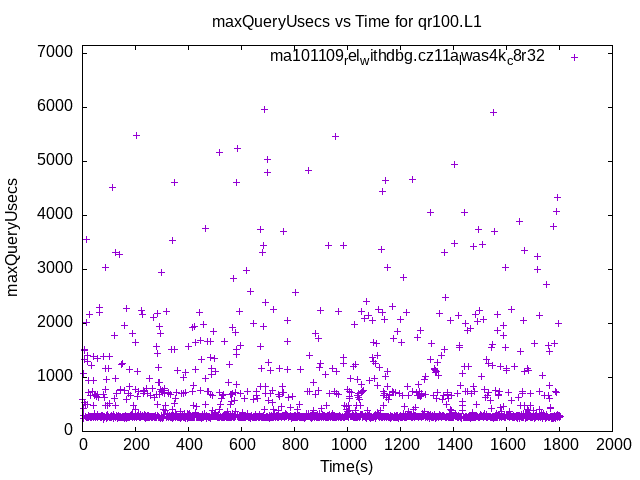 maxQueryUsecs vs Time for qr100.L1
ma101109relwithdbg.cz11alwas4kc8r32
7000
6000
5000
4000
3000
2000
1000
0
maxQueryUsecs
0 200 400 600 800 1000 1200 1400 1600 1800 2000
Time(s)